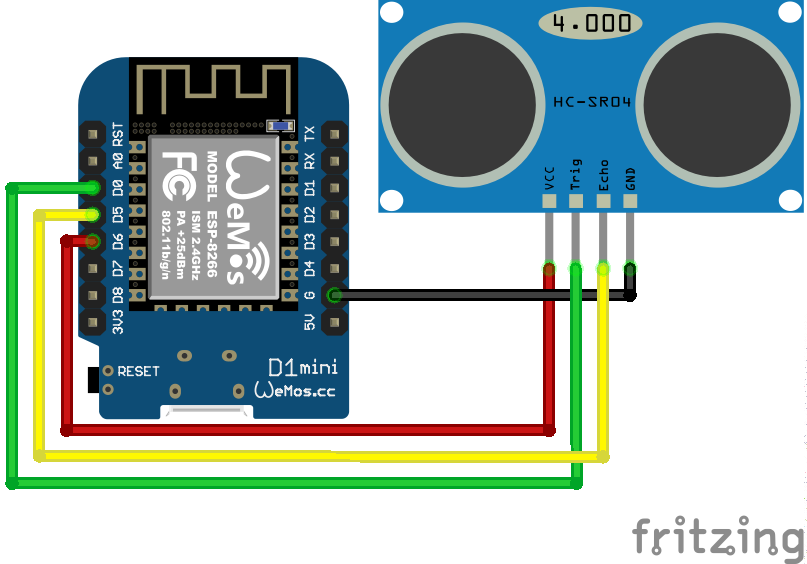 4.000
HC-SR04
VCC
Trig
Echo
GND
RST
A0
D0
D5
D6
D7
D8
3V3
TX
RX
D1
D2
D3
D4
G
5V
WeMos
MODEL ESP-8266
ISM 2.4GHz
PA +25dBm
802.11b/g/n
FC
RESET
D1mini
WeMos.cc
fritzing